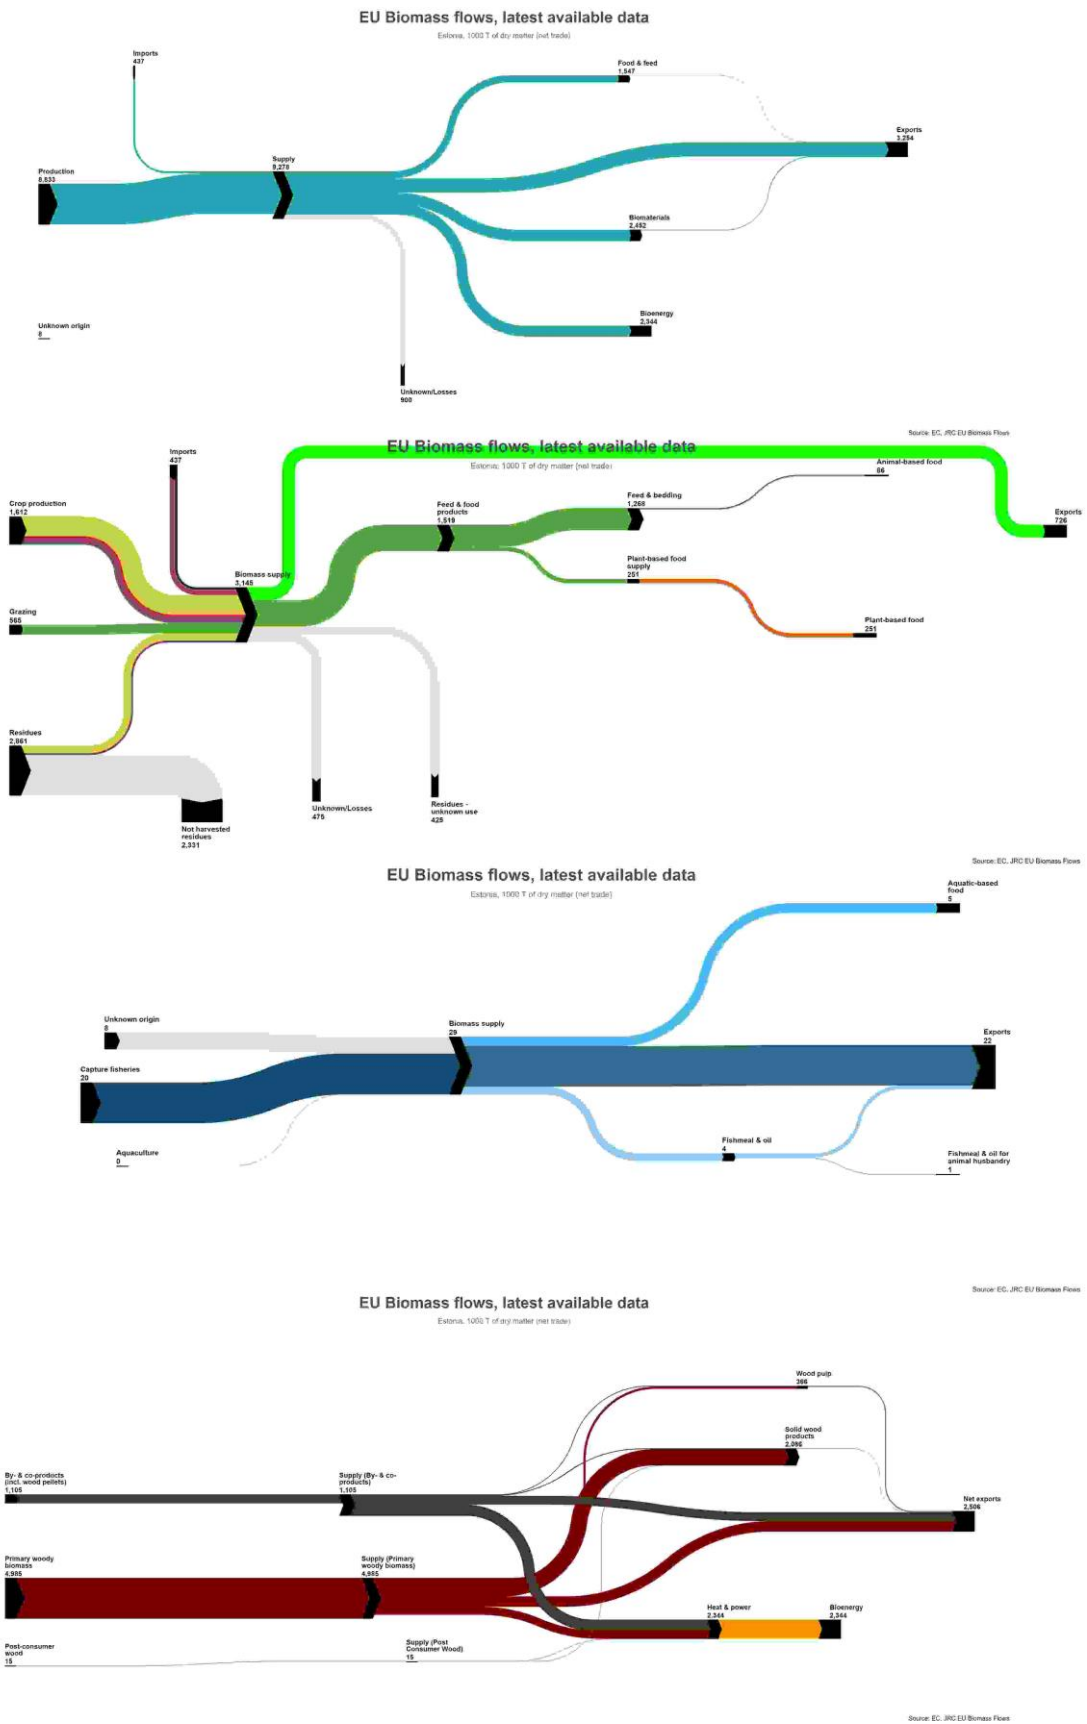 EU Biomass flows, latest available data
Estonia, 1000 T of dry matter (net trade)
Imports
437
Food & feed
1,547
Exports
3,254
Supply
9,278
Production
8,833
Biomaterials
2,482
Unknown origin
8
Bioenergy
2,344
Unknown/Losses
900
Source: EC, JRC EU Biomass Flows
EU Biomass flows, latest available data
Estonia, 1000 T of dry matter (net trade)
Imports
437
Animal-based food
66
Crop production
1,612
Feed & food
products
1,519
Feed & bedding
1,268
Exports
726
Biomass supply
3,145
Plant-based food
supply
251
Grazing
565
Plant-based food
251
Residues
2,861
Unknown/Losses
475
Residues -
unknown use
428
Not harvested
residues
2,331
Source: EC, JRC EU Biomass Flows
EU Biomass flows, latest available data
Estonia, 1000 T of dry matter (net trade)
Aquatic-based
food
5
Unknown origin
8
Biomass supply
29
Exports
22
Capture fisheries
20
Aquaculture
0
Fishmeal & oil
4
Fishmeal & oil for
animal husbandry
1
Source: EC, JRC EU Biomass Flows
EU Biomass flows, latest available data
Estonia, 1000 T of dry matter (net trade)
Wood pulp
386
Solid wood
products
2,096
By- & co-products
(incl. wood pellets)
1,105
Supply (By- & co-
products)
1,105
Net exports
2,506
Primary woody
biomass
4,985
Supply (Primary
woody biomass)
4,985
Heat & power
2,344
Bioenergy
2,344
Post-consumer
wood
15
Supply (Post
Consumer Wood)
15
Source: EC, JRC EU Biomass Flows